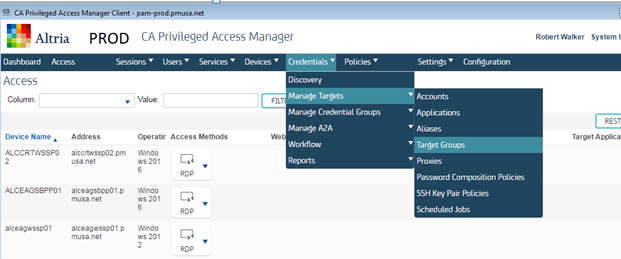 CA Privileged Access Manager Client - pam-prod.pmusa.net
Altria PROD CA Privileged Access Manager Robert Walker System I
Dashboard Access Sessions Users Services Devices Credentials Policies Settings Configuration
Access
Column: Value: FILT
REST
Device Name Address Operatin Access Methods Web Target Applica
ALCCRTWSSP0
2
alccrtwssp02.pm
usa.net
Windo
ws 201
6
RDP
ALCEAGSBPP01
alceagsbpp01.p
musa.net
Windo
ws 201
6
RDP
alceagwssp01
alceagwssp01.p
musa.net
Windo
ws 201
2
RDP
Discovery
Manage Targets
Manage Credential Groups
Manage A2A
Workflow
Reports
Accounts
Applications
Aliases
Target Groups
Proxies
Password Composition Policies
SSH Key Pair Policies
Scheduled Jobs